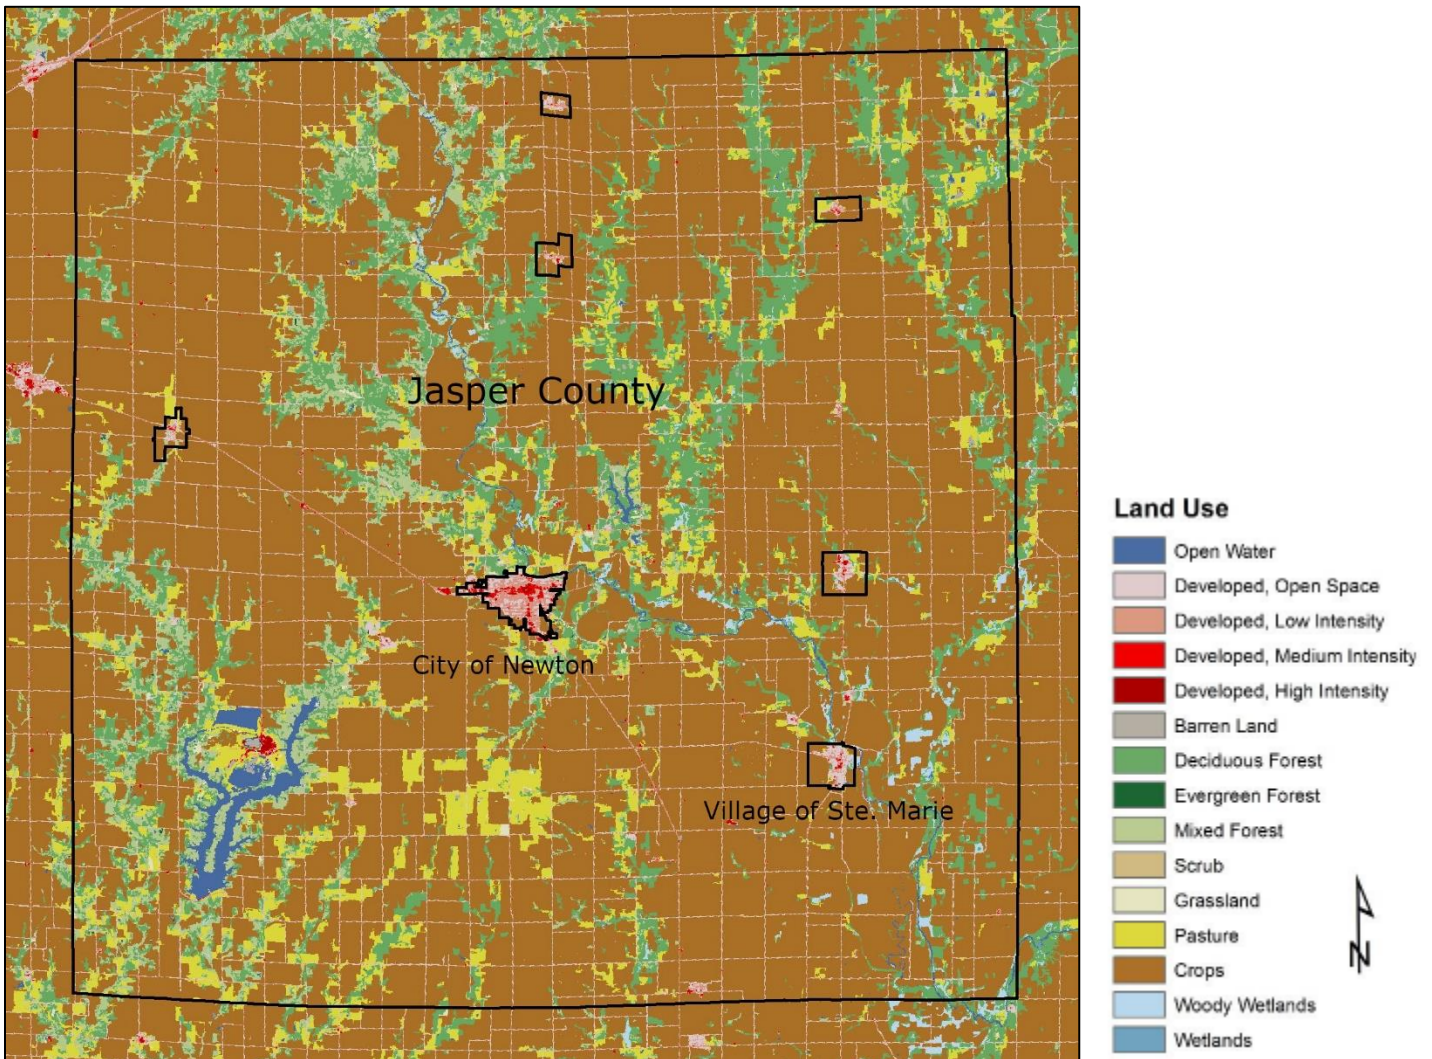 Jasper County
City of Newton
Village of Ste. Marie
Land Use
Open Water
Developed, Open Space
Developed, Low Intensity
Developed, Medium Intensity
Developed, High Intensity
Barren Land
Deciduous Forest
Evergreen Forest
Mixed Forest
Scrub
Grassland
Pasture
Crops
Woody Wetlands
Wetlands
N